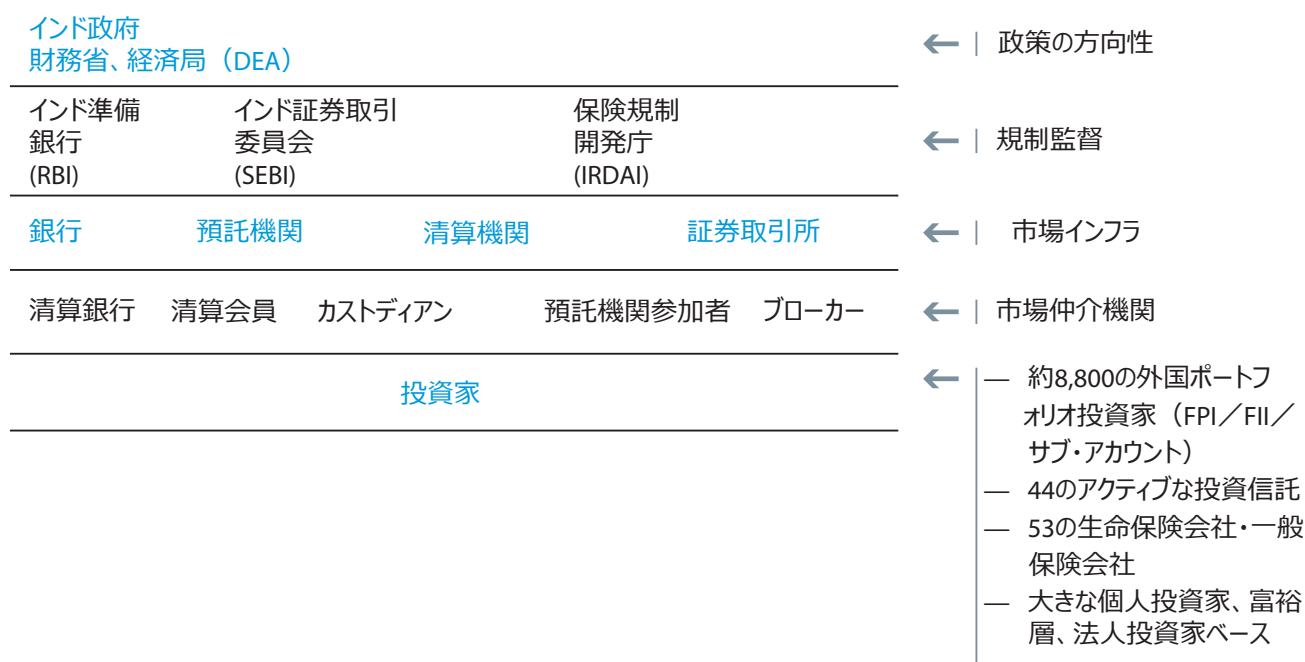 インド政府
財務省、経済局（DEA）
← | 政策の方向性
インド準備
銀行
(RBI)
インド証券取引
委員会
(SEBI)
保険規制
開発庁
(IRDAI)
← | 規制監督
銀行 預託機関 清算機関 証券取引所
← | 市場インフラ
清算銀行 清算会員 カストディアン 預託機関参加者 ブローカー
← | 市場仲介機関
投資家
← — 約8,800の外国ポートフ
ォリオ投資家（FPI／FII／
サブ・アカウント）
— 44のアクティブな投資信託
— 53の生命保険会社・一般
保険会社
— 大きな個人投資家、富裕
層、法人投資家ベース